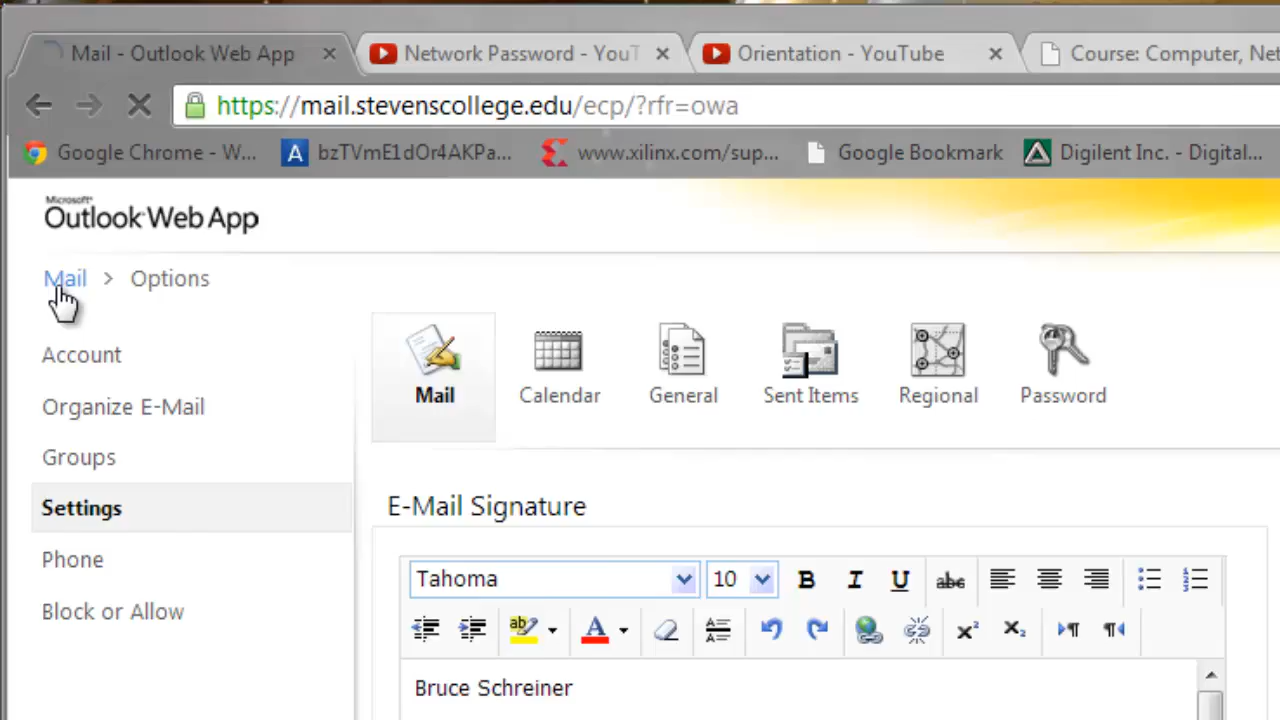 Mail - Outlook Web App
Network Password - YouT
Orientation - YouTube
Course: Computer, Net
https://mail.stevenscollege.edu/ecp/?rfr=owa
Google Chrome - W...
A bzTVmE1dOr4AKPa...
www.xilinx.com/sup...
Google Bookmark
Digilent Inc. - Digital...
Microsoft®
Outlook Web App
Mail > Options
Account
Organize E-Mail
Groups
Settings
Phone
Block or Allow
Mail
Calendar
General
Sent Items
Regional
Password
E-Mail Signature
Tahoma 10 B I U abc
ab A x² x₂
Bruce Schreiner